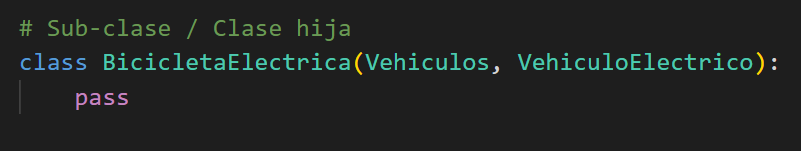 # Sub-clase / Clase hija
class BicicletaElectrica(Vehiculos, VehiculoElectrico):
    pass